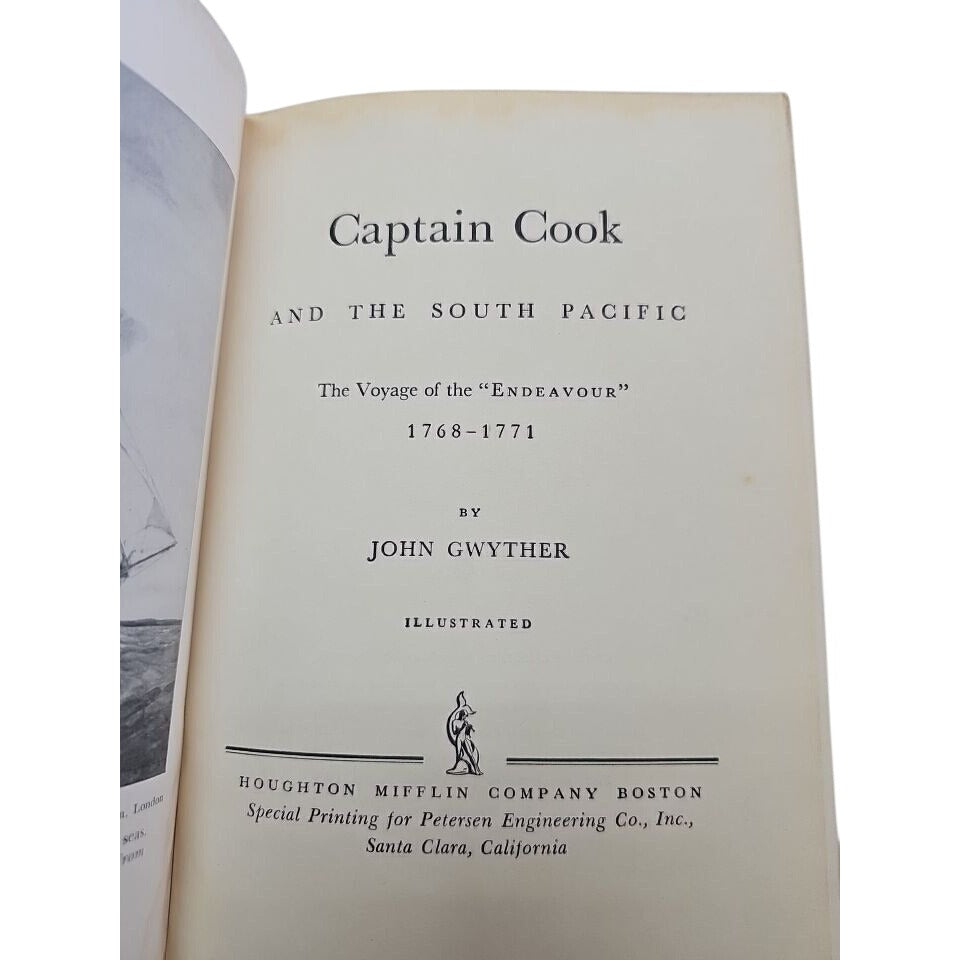 Captain Cook
AND THE SOUTH PACIFIC
The Voyage of the “ENDEAVOUR”
1768–1771
BY
JOHN GWYTHER
ILLUSTRATED
HOUGHTON MIFFLIN COMPANY BOSTON
Special Printing for Petersen Engineering Co., Inc.,
Santa Clara, California
London
seas.